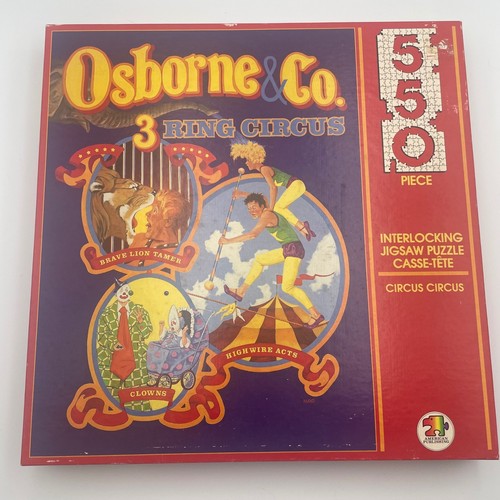 Osborne & Co.
3 RING CIRCUS
BRAVE LION TAMER
HIGHWIRE ACTS
CLOWNS
550
PIECE
INTERLOCKING
JIGSAW PUZZLE
CASSE-TÊTE
CIRCUS CIRCUS
AMERICAN
PUBLISHING